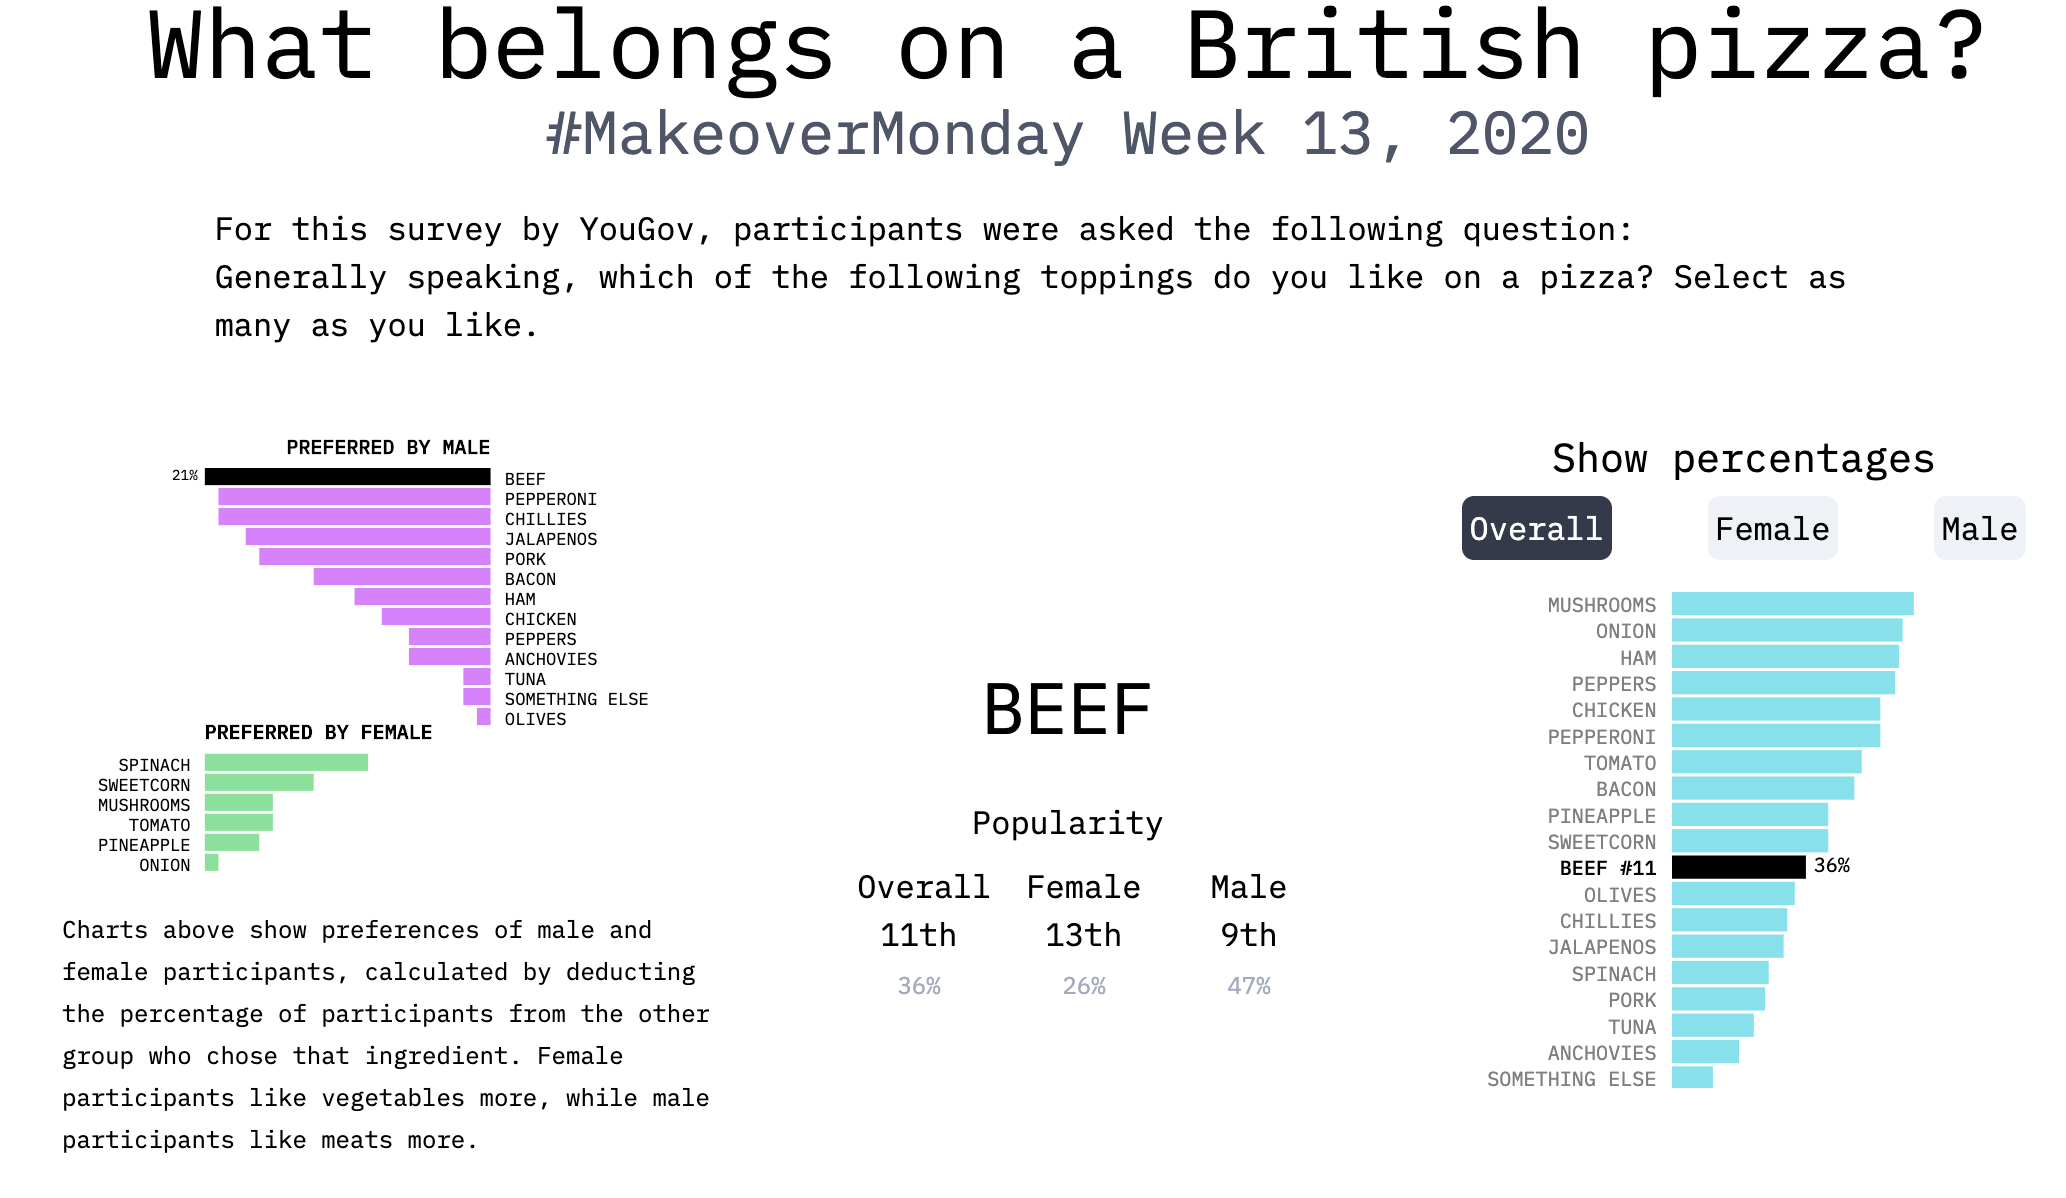 What belongs on a British pizza?
#MakeoverMonday Week 13, 2020
For this survey by YouGov, participants were asked the following question:
Generally speaking, which of the following toppings do you like on a pizza? Select as
many as you like.
PREFERRED BY MALE
21% BEEF
PEPPERONI
CHILLIES
JALAPENOS
PORK
BACON
HAM
CHICKEN
PEPPERS
ANCHOVIES
TUNA
SOMETHING ELSE
OLIVES
PREFERRED BY FEMALE
SPINACH
SWEETCORN
MUSHROOMS
TOMATO
PINEAPPLE
ONION
Charts above show preferences of male and
female participants, calculated by deducting
the percentage of participants from the other
group who chose that ingredient. Female
participants like vegetables more, while male
participants like meats more.
BEEF
Popularity
Overall Female Male
11th 13th 9th
36% 26% 47%
Show percentages
Overall Female Male
MUSHROOMS
ONION
HAM
PEPPERS
CHICKEN
PEPPERONI
TOMATO
BACON
PINEAPPLE
SWEETCORN
BEEF #11 36%
OLIVES
CHILLIES
JALAPENOS
SPINACH
PORK
TUNA
ANCHOVIES
SOMETHING ELSE